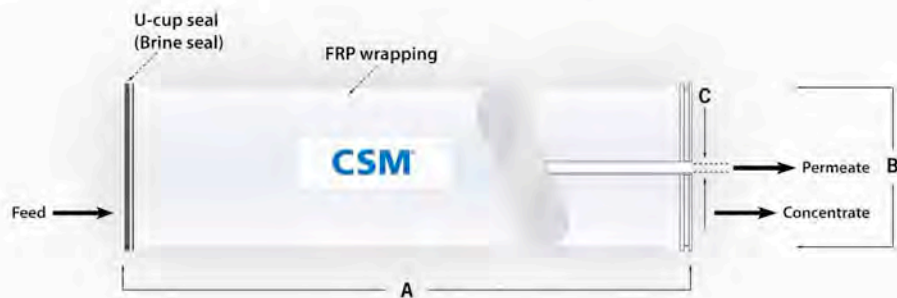 U-cup seal
(Brine seal)
FRP wrapping
C
CSM
Permeate
B
Feed
Concentrate
A